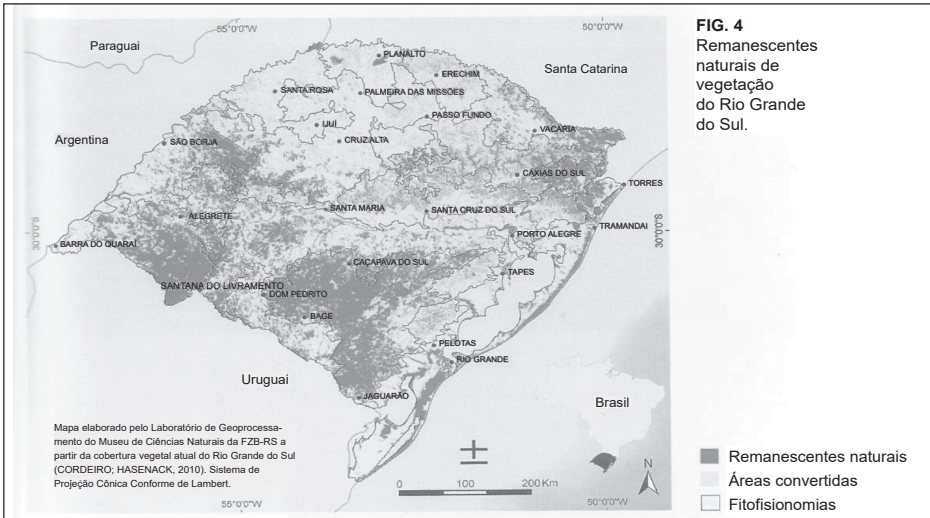 55°0'0"W
50°0'0"W
FIG. 4
Remanescentes
naturais de
vegetação
do Rio Grande
do Sul.
Paraguai
PLANALTO
ERECHIM
Santa Catarina
SANTA ROSA
PALMEIRA DAS MISSÕES
PASSO FUNDO
IJUÍ
VACARIA
Argentina
SÃO BORJA
CRUZ ALTA
CAXIAS DO SUL
TORRES
SANTA MARIA
SANTA CRUZ DO SUL
ALEGRETE
TRAMANDAI
30°0'0"S
30°0'0"S
PORTO ALEGRE
BARRA DO QUARAÍ
CAÇAPAVA DO SUL
TAPES
SANTANA DO LIVRAMENTO
DOM PEDRITO
BAGE
PELOTAS
RIO GRANDE
Uruguai
JAGUARÃO
Brasil
Mapa elaborado pelo Laboratório de Geoprocessa-
mento do Museu de Ciências Naturais da FZB-RS a
partir da cobertura vegetal atual do Rio Grande do Sul
(CORDEIRO; HASENACK, 2010). Sistema de
Projeção Cônica Conforme de Lambert.
N
0 100 200 Km
55°0'0"W
50°0'0"W
Remanescentes naturais
Áreas convertidas
Fitofisionomias